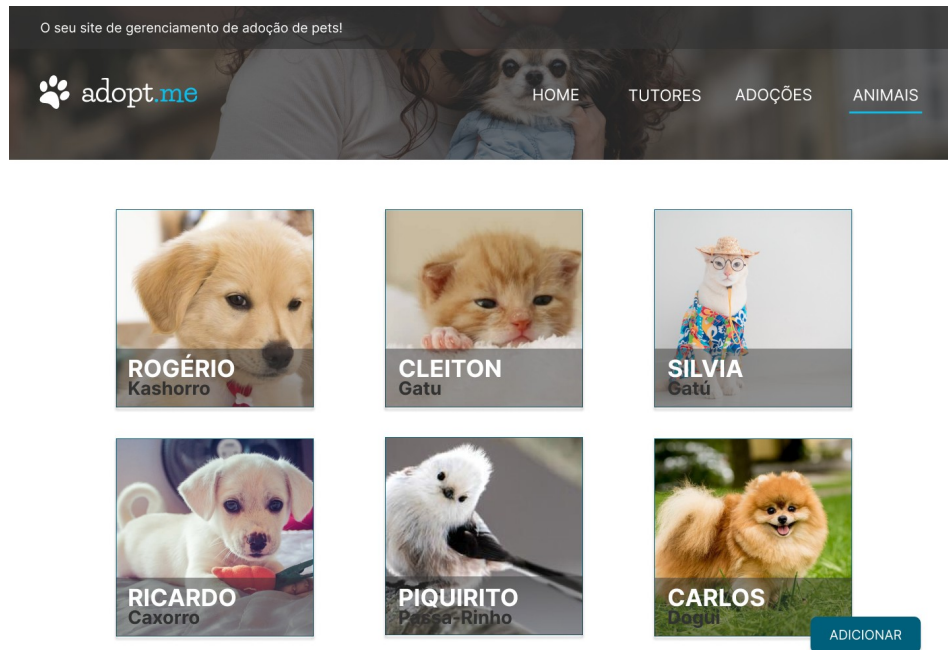 O seu site de gerenciamento de adoção de pets!
adopt.me
HOME TUTORES ADOÇÕES ANIMAIS
ROGÉRIO
Kashorro
CLEITON
Gatu
SILVIA
Gatú
RICARDO
Caxorro
PIQUIRITO
Passa-Rinho
CARLOS
Dogui
ADICIONAR